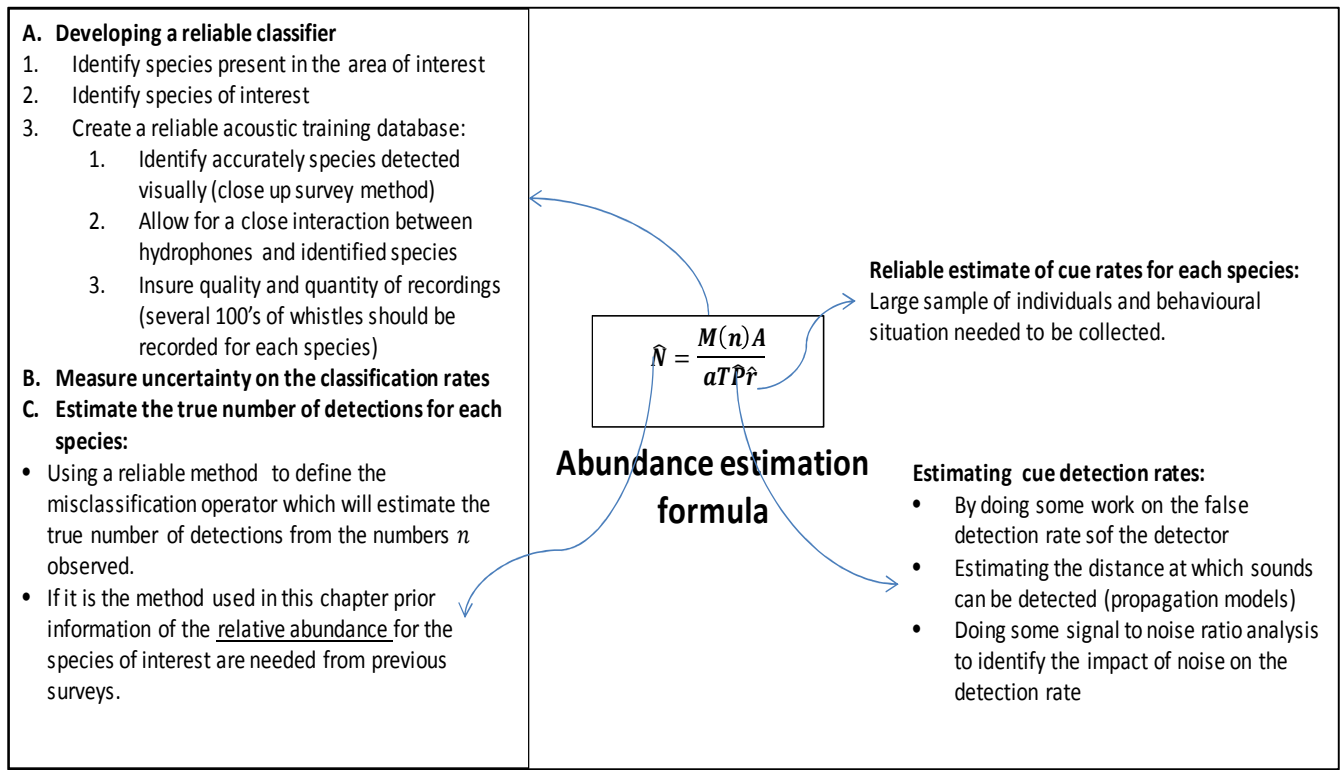 A. Developing a reliable classifier
1. Identify species present in the area of interest
2. Identify species of interest
3. Create a reliable acoustic training database:
1. Identify accurately species detected
visually (close up survey method)
2. Allow for a close interaction between
hydrophones and identified species
3. Insure quality and quantity of recordings
(several 100's of whistles should be
recorded for each species)
B. Measure uncertainty on the classification rates
C. Estimate the true number of detections for each
species:
• Using a reliable method to define the
misclassification operator which will estimate the
true number of detections from the numbers n
observed.
• If it is the method used in this chapter prior
information of the relative abundance for the
species of interest are needed from previous
surveys.
N̂ = M(n)A / aTP̂r̂
Abundance estimation
formula
Reliable estimate of cue rates for each species:
Large sample of individuals and behavioural
situation needed to be collected.
Estimating cue detection rates:
• By doing some work on the false
detection rate sof the detector
• Estimating the distance at which sounds
can be detected (propagation models)
• Doing some signal to noise ratio analysis
to identify the impact of noise on the
detection rate